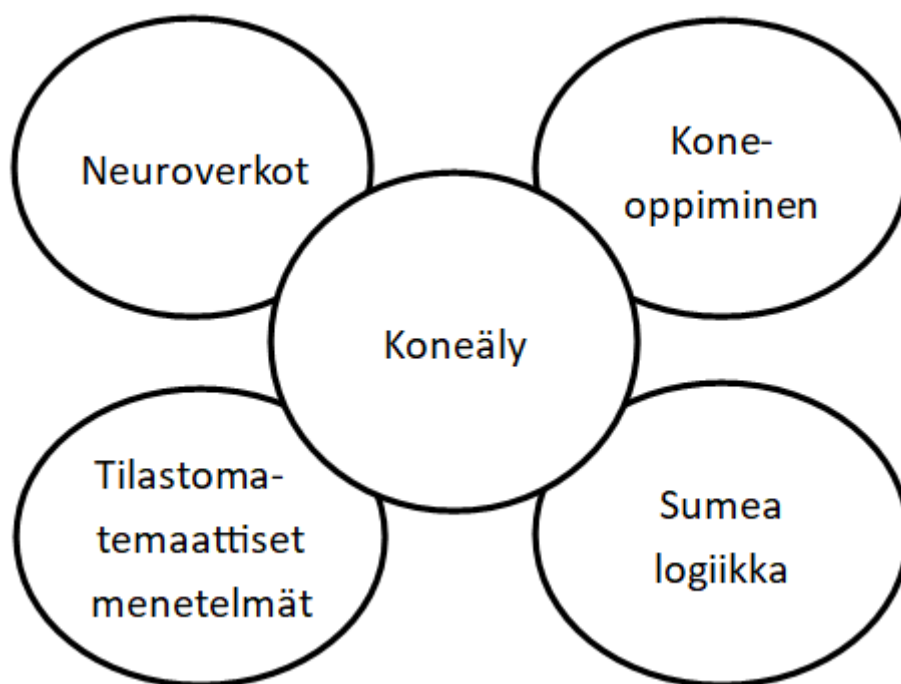 Neuroverkot
Kone-
oppiminen
Koneäly
Tilastoma-
temaattiset
menetelmät
Sumea
logiikka